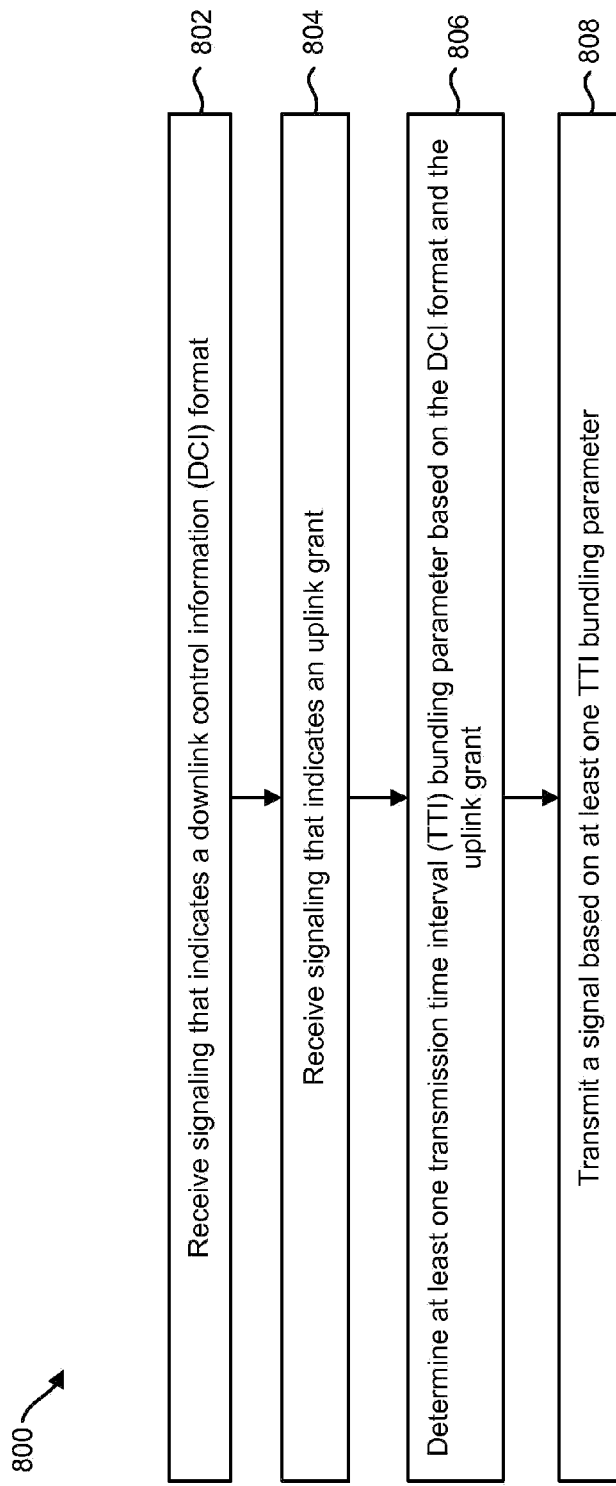 800
Receive signaling that indicates a downlink control information (DCI) format
802
Receive signaling that indicates an uplink grant
804
Determine at least one transmission time interval (TTI) bundling parameter based on the DCI format and the
uplink grant
806
Transmit a signal based on at least one TTI bundling parameter
808